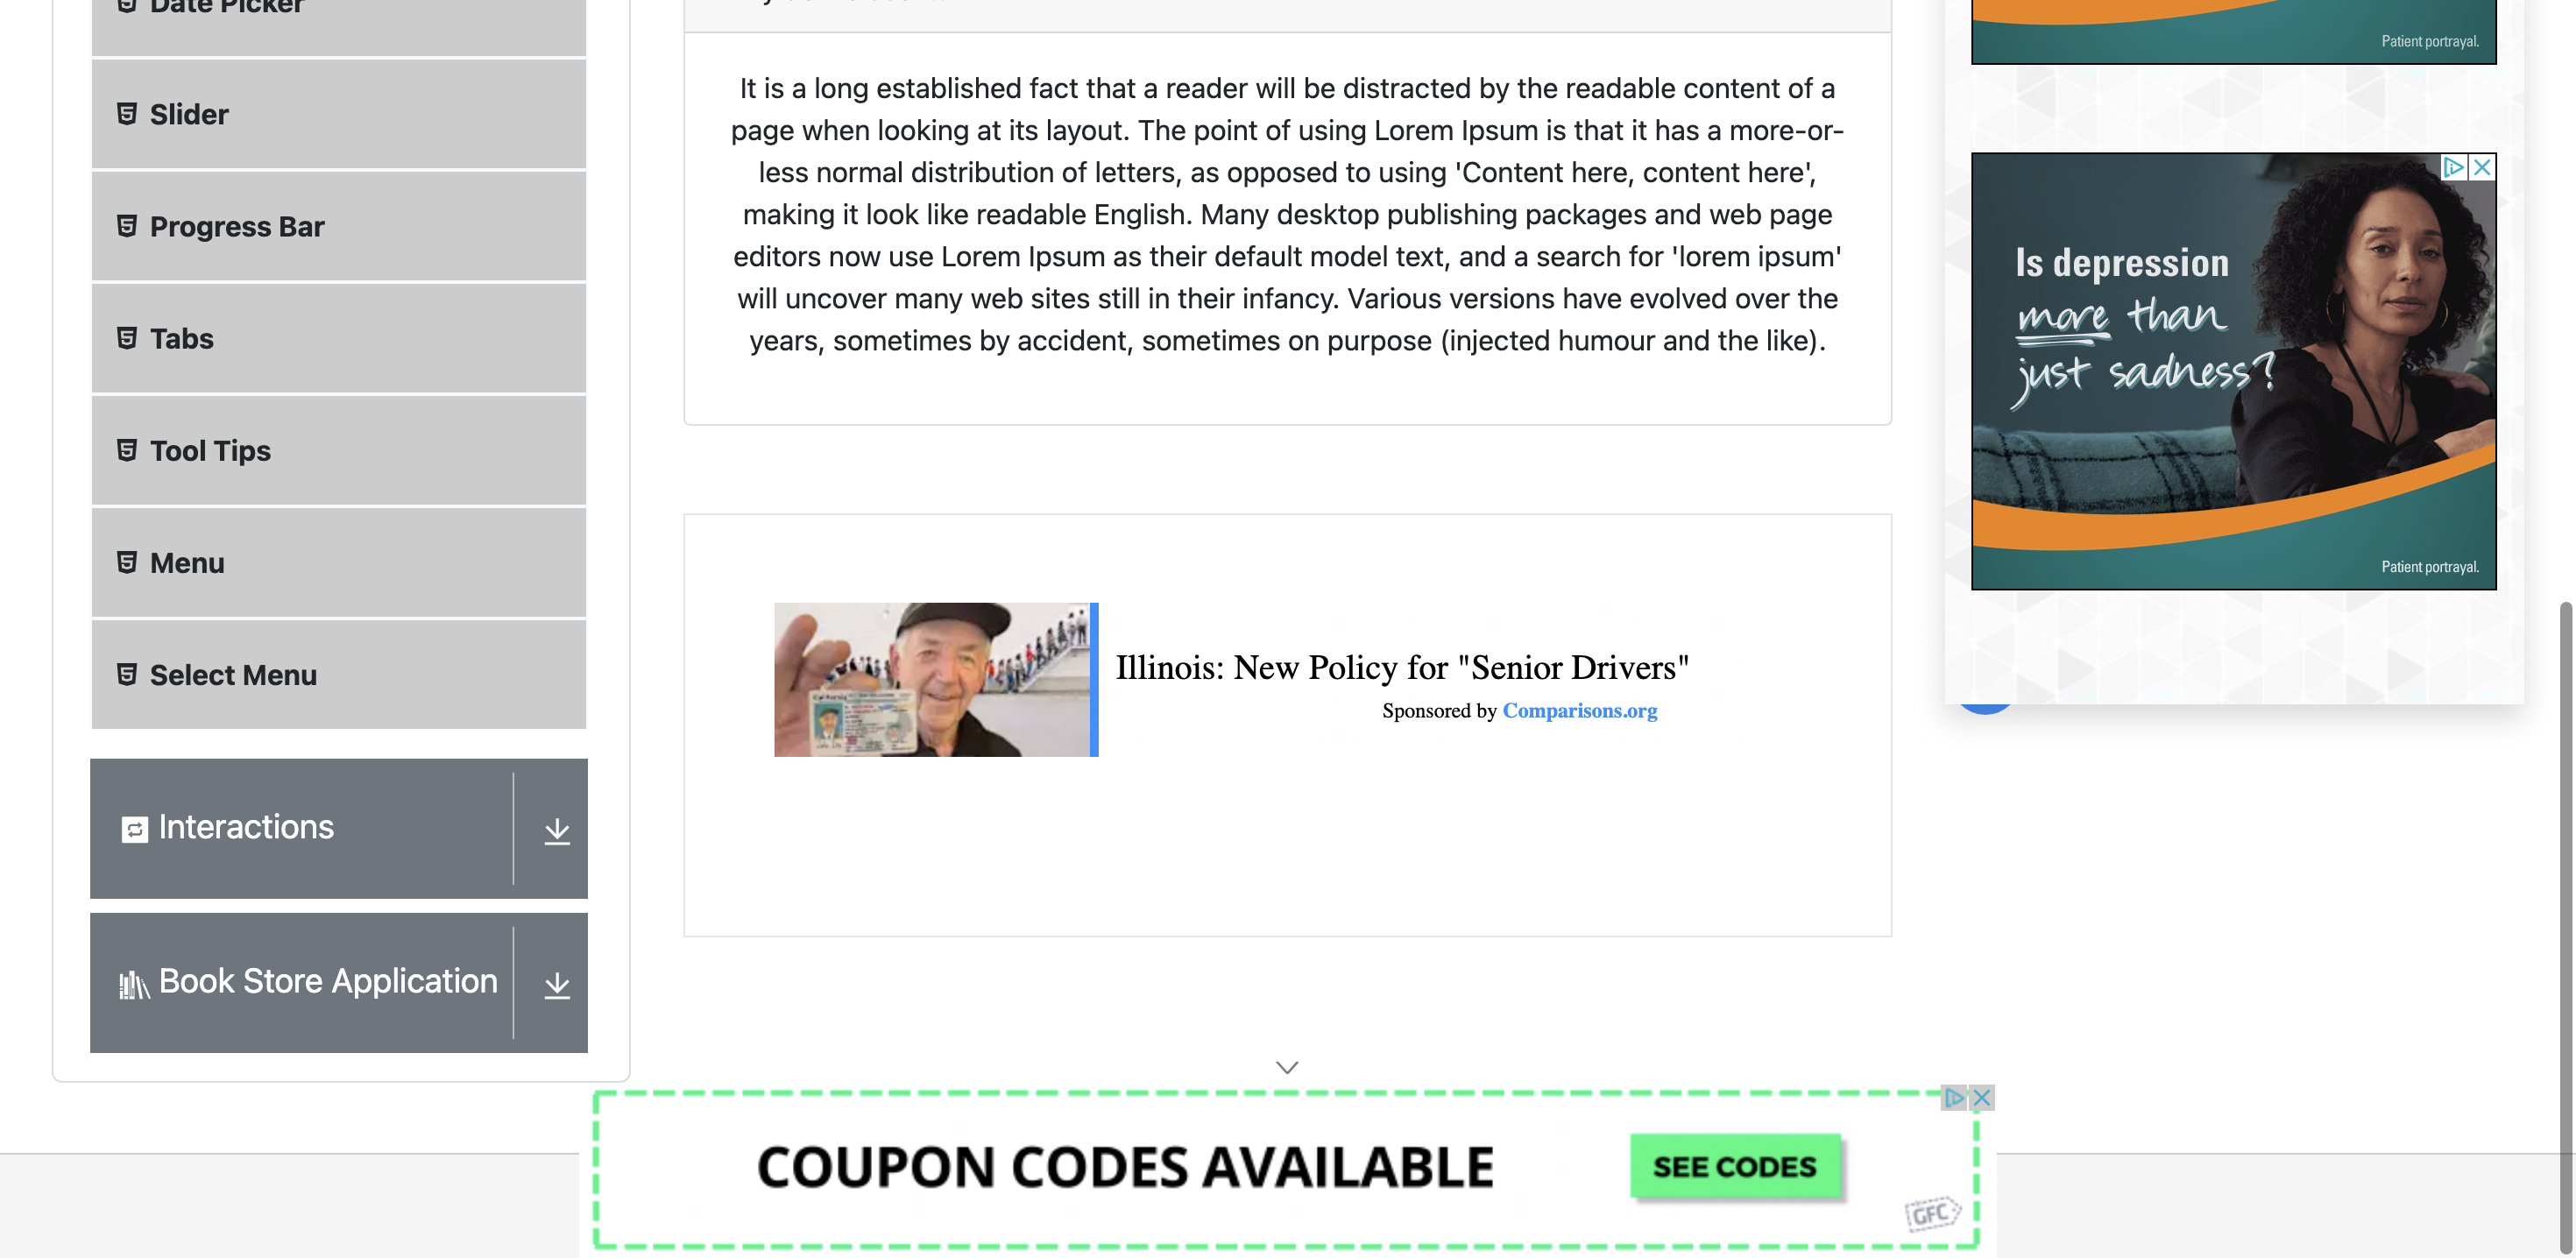 Date Picker
Slider
Progress Bar
Tabs
Tool Tips
Menu
Select Menu
Interactions
Book Store Application
It is a long established fact that a reader will be distracted by the readable content of a
page when looking at its layout. The point of using Lorem Ipsum is that it has a more-or-
less normal distribution of letters, as opposed to using 'Content here, content here',
making it look like readable English. Many desktop publishing packages and web page
editors now use Lorem Ipsum as their default model text, and a search for 'lorem ipsum'
will uncover many web sites still in their infancy. Various versions have evolved over the
years, sometimes by accident, sometimes on purpose (injected humour and the like).
Illinois: New Policy for "Senior Drivers"
Sponsored by Comparisons.org
Patient portrayal.
Is depression
more than
just sadness?
Patient portrayal.
COUPON CODES AVAILABLE
SEE CODES
GFC